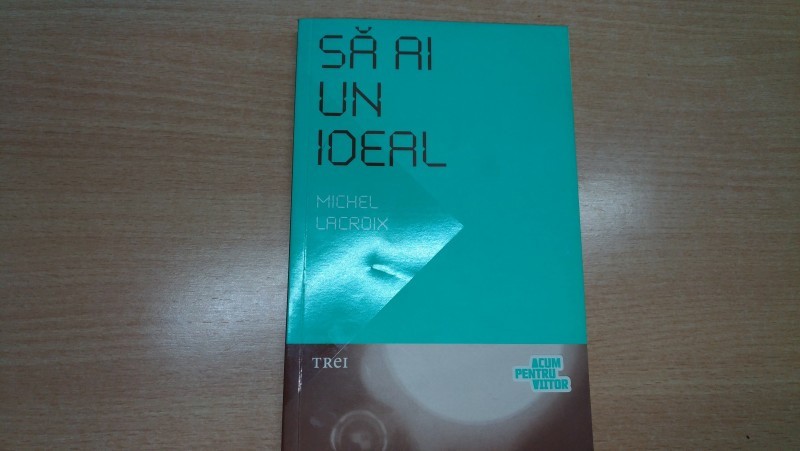 SĂ AI
UN
IDEAL
MICHEL
LACROIX
TREI
ACUM
PENTRU
VIITOR